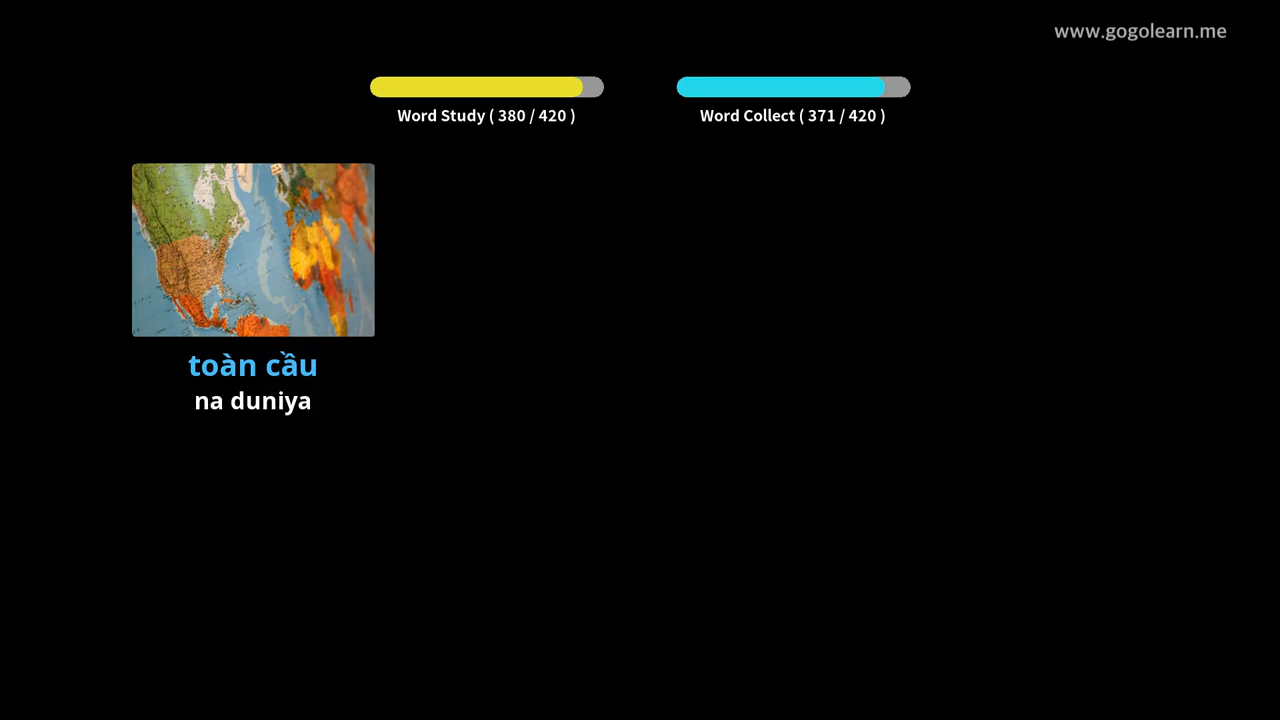 www.gogolearn.me
Word Study ( 380 / 420 )
Word Collect ( 371 / 420 )
toàn cầu
na duniya